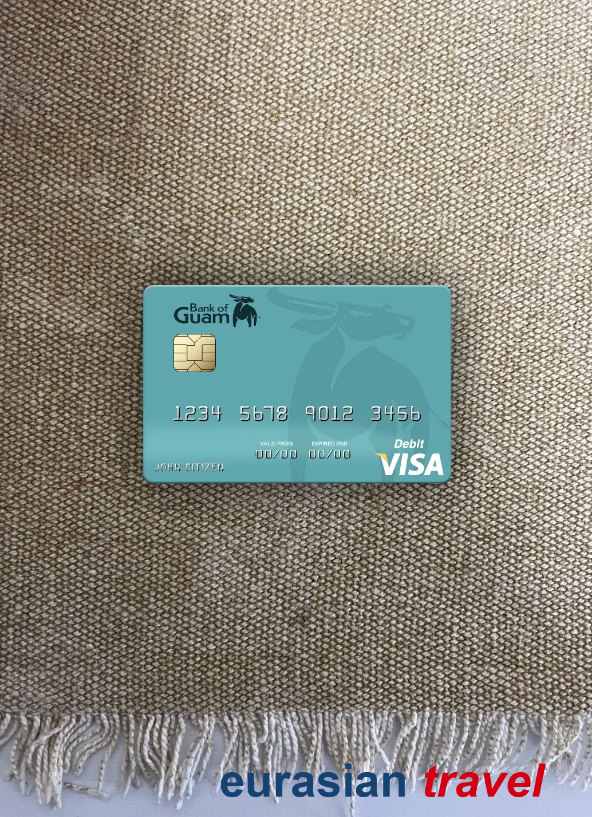 Bank of
Guam
1234 5678 9012 3456
VALID FROM EXPIRED END
00/00 00/00
JOHN CITIZEN
Debit
VISA
eurasian travel